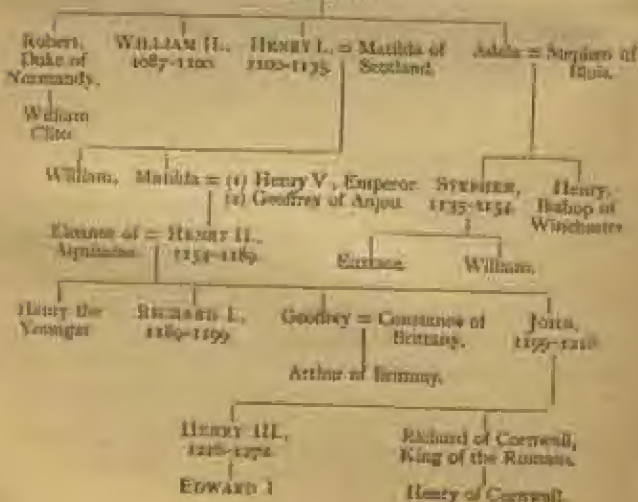 Robert,
Duke of
Normandy.
WILLIAM II.,
1087-1100
HENRY I., = Matilda of
1100-1135 Scotland.
Adela = Stephen of
Blois.
William
Clito
William, Matilda = (1) Henry V., Emperor
(2) Geoffrey of Anjou
STEPHEN,
1135-1154
Henry,
Bishop of
Winchester
Eleanor of = HENRY II.,
Aquitaine. 1154-1189.
Eustace.
William.
Henry the
Younger
RICHARD I.,
1189-1199
Geoffrey = Constance of
Brittany.
JOHN,
1199-1216
Arthur of Brittany.
HENRY III.,
1216-1272
Richard of Cornwall,
King of the Romans.
EDWARD I
Henry of Cornwall